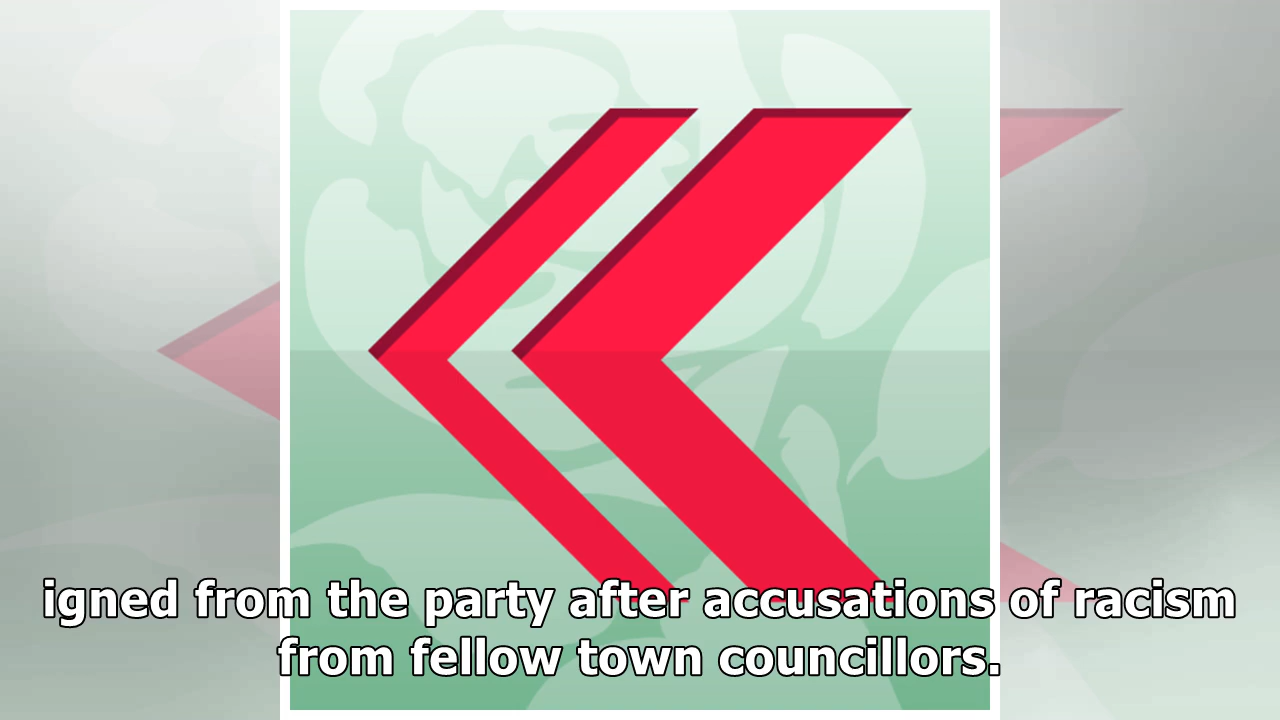 igned from the party after accusations of racism
from fellow town councillors.